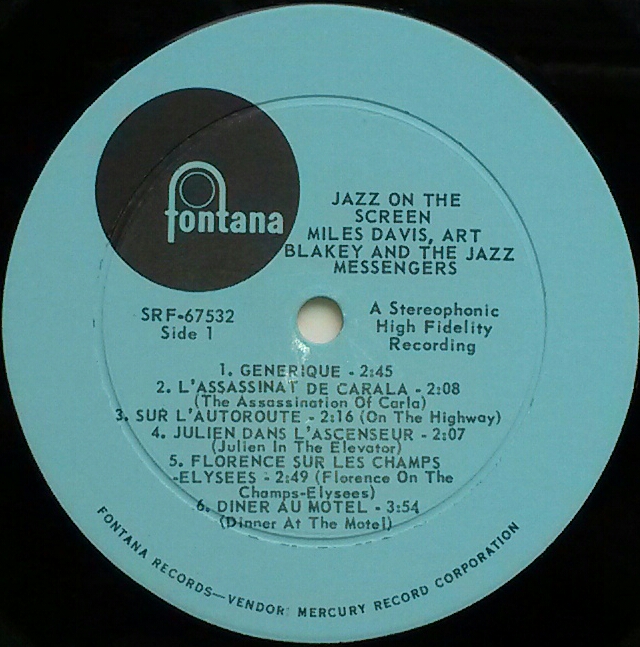 fontana
JAZZ ON THE
SCREEN
MILES DAVIS, ART
BLAKEY AND THE JAZZ
MESSENGERS
SRF-67532
Side 1
A Stereophonic
High Fidelity
Recording
1. GENERIQUE - 2:45
2. L'ASSASSINAT DE CARALA - 2:08
(The Assassination Of Carla)
3. SUR L'AUTOROUTE - 2:16 (On The Highway)
4. JULIEN DANS L'ASCENSEUR - 2:07
(Julien In The Elevator)
5. FLORENCE SUR LES CHAMPS
-ELYSEES - 2:49 (Florence On The
Champs-Elysees)
6. DINER AU MOTEL - 3:54
(Dinner At The Motel)
FONTANA RECORDS—VENDOR: MERCURY RECORD CORPORATION